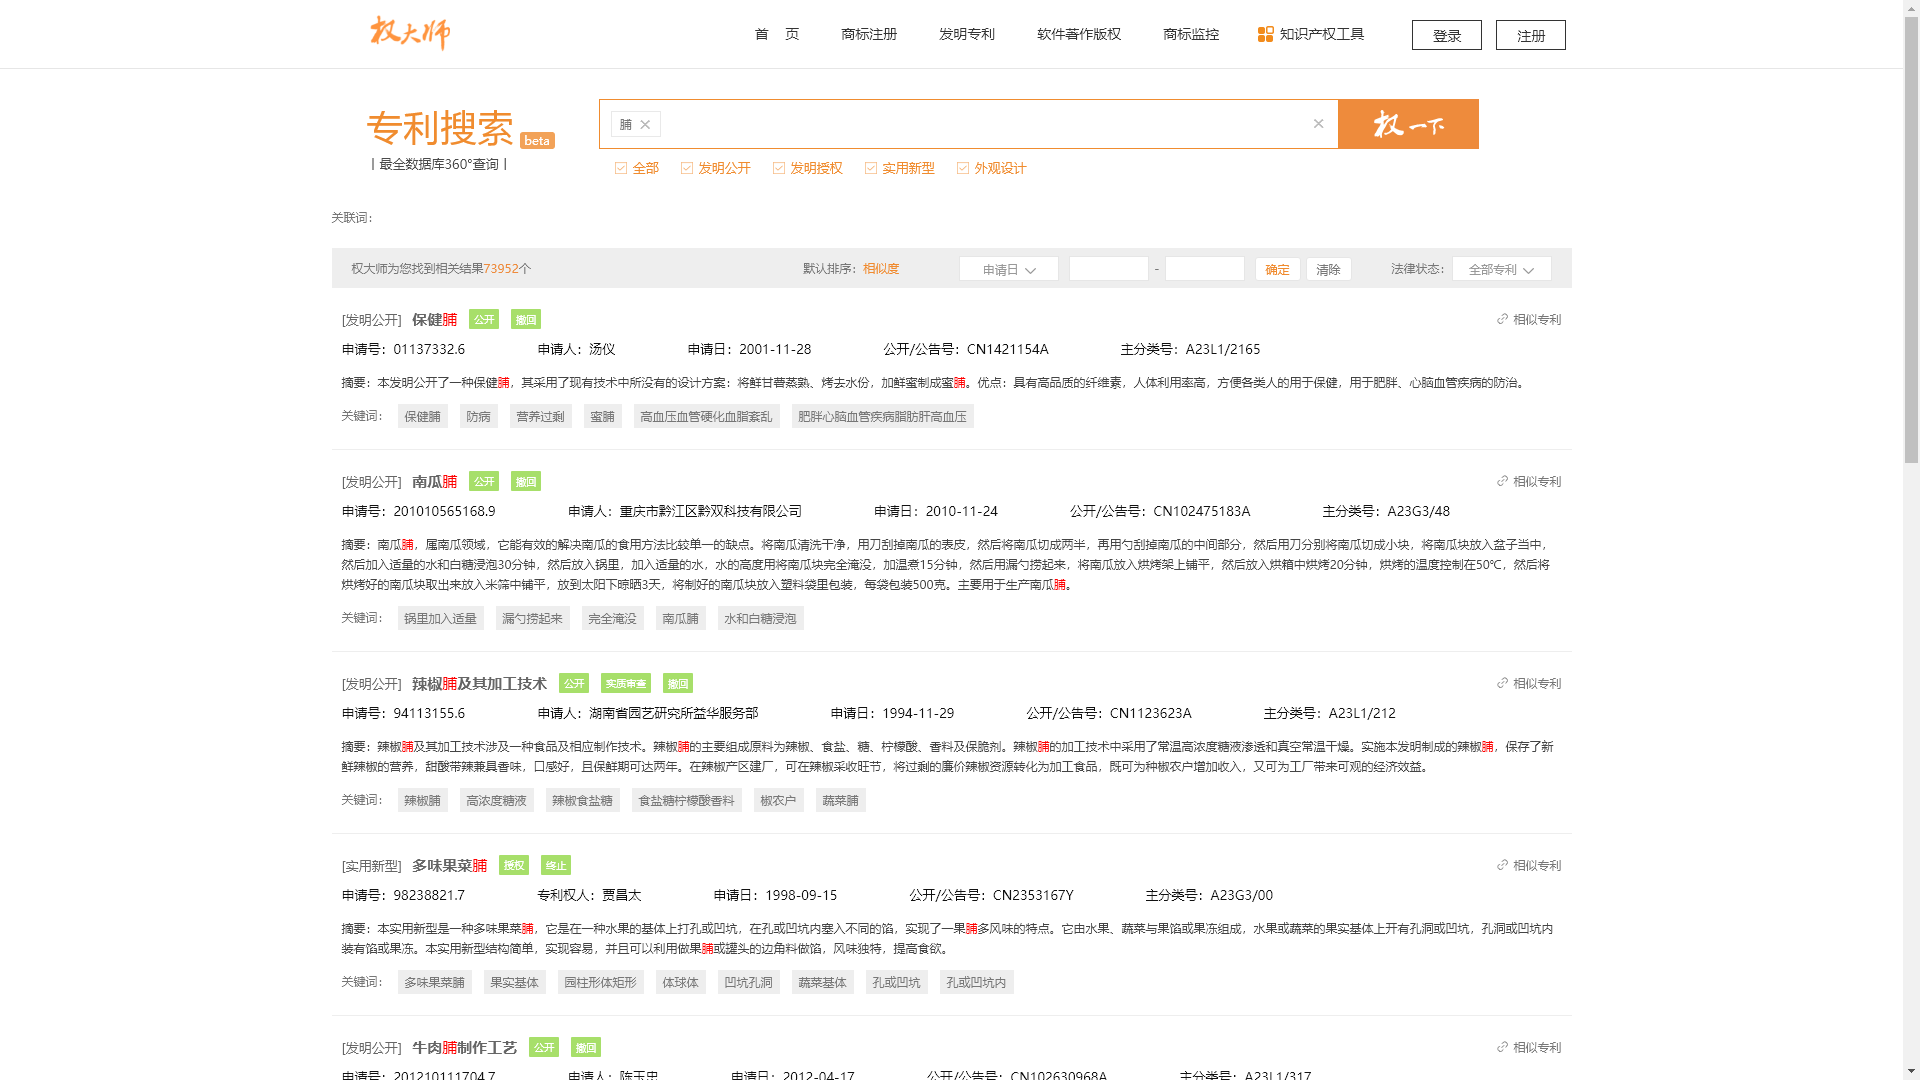 权大师
首 页 商标注册 发明专利 软件著作版权 商标监控 知识产权工具 登录 注册
专利搜索 beta
丨最全数据库360°查询丨
脯 × × 权一下
全部 发明公开 发明授权 实用新型 外观设计
关联词：
权大师为您找到相关结果73952个 默认排序：相似度 申请日 - 确定 清除 法律状态： 全部专利
[发明公开] 保健脯 公开 撤回 相似专利
申请号：01137332.6 申请人：汤仪 申请日：2001-11-28 公开/公告号：CN1421154A 主分类号：A23L1/2165
摘要：本发明公开了一种保健脯，其采用了现有技术中所没有的设计方案：将鲜甘薯蒸熟、烤去水份，加鲜蜜制成蜜脯。优点：具有高品质的纤维素，人体利用率高，方便各类人的用于保健，用于肥胖、心脑血管疾病的防治。
关键词： 保健脯 防病 营养过剩 蜜脯 高血压血管硬化血脂紊乱 肥胖心脑血管疾病脂肪肝高血压
[发明公开] 南瓜脯 公开 撤回 相似专利
申请号：201010565168.9 申请人：重庆市黔江区黔双科技有限公司 申请日：2010-11-24 公开/公告号：CN102475183A 主分类号：A23G3/48
摘要：南瓜脯，属南瓜领域，它能有效的解决南瓜的食用方法比较单一的缺点。将南瓜清洗干净，用刀刮掉南瓜的表皮，然后将南瓜切成两半，再用勺刮掉南瓜的中间部分，然后用刀分别将南瓜切成小块，将南瓜块放入盆子当中，
然后加入适量的水和白糖浸泡30分钟，然后放入锅里，加入适量的水，水的高度用将南瓜块完全淹没，加温煮15分钟，然后用漏勺捞起来，将南瓜放入烘烤架上铺平，然后放入烘箱中烘烤20分钟，烘烤的温度控制在50℃，然后将
烘烤好的南瓜块取出来放入米筛中铺平，放到太阳下晾晒3天，将制好的南瓜块放入塑料袋里包装，每袋包装500克。主要用于生产南瓜脯。
关键词： 锅里加入适量 漏勺捞起来 完全淹没 南瓜脯 水和白糖浸泡
[发明公开] 辣椒脯及其加工技术 公开 实质审查 撤回 相似专利
申请号：94113155.6 申请人：湖南省园艺研究所益华服务部 申请日：1994-11-29 公开/公告号：CN1123623A 主分类号：A23L1/212
摘要：辣椒脯及其加工技术涉及一种食品及相应制作技术。辣椒脯的主要组成原料为辣椒、食盐、糖、柠檬酸、香料及保脆剂。辣椒脯的加工技术中采用了常温高浓度糖液渗透和真空常温干燥。实施本发明制成的辣椒脯，保存了新
鲜辣椒的营养，甜酸带辣兼具香味，口感好，且保鲜期可达两年。在辣椒产区建厂，可在辣椒采收旺节，将过剩的廉价辣椒资源转化为加工食品，既可为种椒农户增加收入，又可为工厂带来可观的经济效益。
关键词： 辣椒脯 高浓度糖液 辣椒食盐糖 食盐糖柠檬酸香料 椒农户 蔬菜脯
[实用新型] 多味果菜脯 授权 终止 相似专利
申请号：98238821.7 专利权人：贾昌太 申请日：1998-09-15 公开/公告号：CN2353167Y 主分类号：A23G3/00
摘要：本实用新型是一种多味果菜脯，它是在一种水果的基体上打孔或凹坑，在孔或凹坑内塞入不同的馅，实现了一果脯多风味的特点。它由水果、蔬菜与果馅或果冻组成，水果或蔬菜的果实基体上开有孔洞或凹坑，孔洞或凹坑内
装有馅或果冻。本实用新型结构简单，实现容易，并且可以利用做果脯或罐头的边角料做馅，风味独特，提高食欲。
关键词： 多味果菜脯 果实基体 园柱形体矩形 体球体 凹坑孔洞 蔬菜基体 孔或凹坑 孔或凹坑内
[发明公开] 牛肉脯制作工艺 公开 撤回 相似专利
申请号：201210111704.7 申请人：陈玉忠 申请日：2012-04-17 公开/公告号：CN102630968A 主分类号：A23L1/317